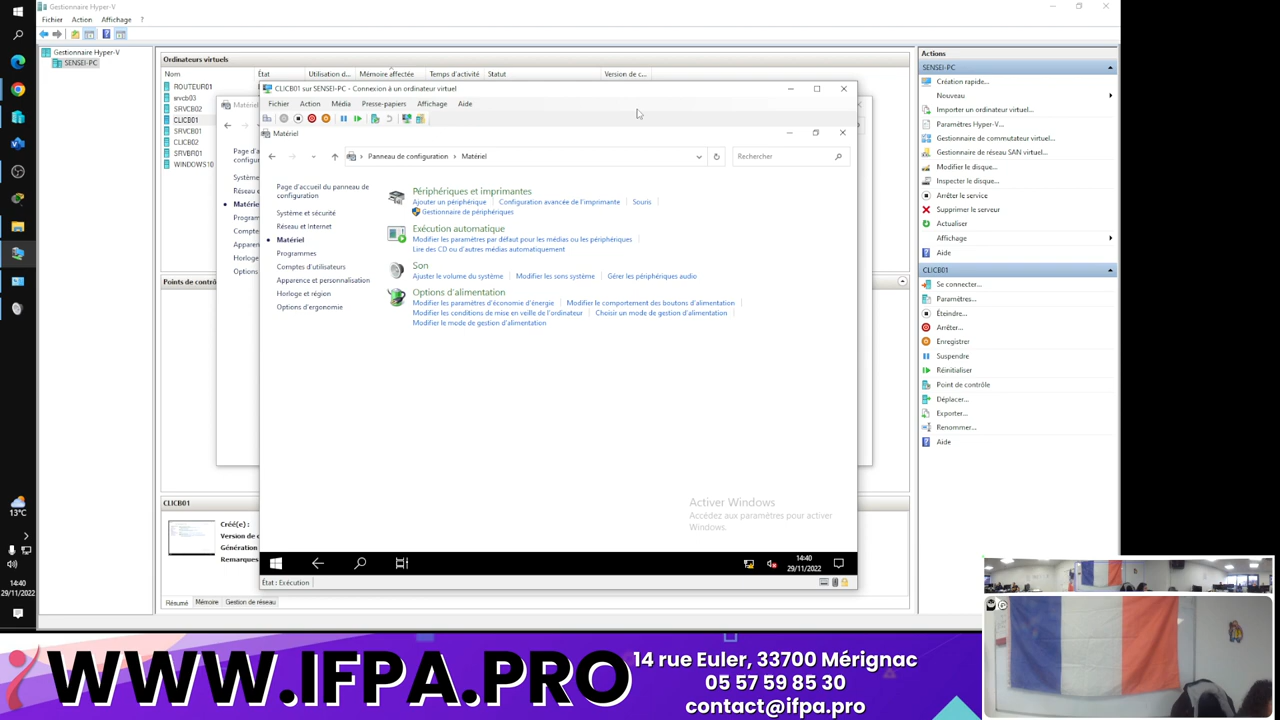 Gestionnaire Hyper-V
Fichier Action Affichage ?
Gestionnaire Hyper-V
SENSEI-PC
Ordinateurs virtuels
Nom État Utilisation d... Mémoire affectée Temps d'activité Statut Version de c...
ROUTEUR01
srvcb03
SRVCB02
CLICB01
SRVCB01
CLICB02
SRVBR01
WINDOWS10
Points de contrô
CLICB01
Créé(e) :
Version de c
Génération
Remarques
Résumé Mémoire Gestion de réseau
Matériel
Config
Systèm
Réseau e
Matérie
Program
Compte
Apparen
Horloge
Options
CLICB01 sur SENSEI-PC - Connexion à un ordinateur virtuel
Fichier Action Média Presse-papiers Affichage Aide
Matériel
Panneau de configuration Matériel
Rechercher
Page d'accueil du panneau de
configuration
Système et sécurité
Réseau et Internet
Matériel
Programmes
Comptes d'utilisateurs
Apparence et personnalisation
Horloge et région
Options d'ergonomie
Périphériques et imprimantes
Ajouter un périphérique Configuration avancée de l'imprimante Souris
Gestionnaire de périphériques
Exécution automatique
Modifier les paramètres par défaut pour les médias ou les périphériques
Lire des CD ou d'autres médias automatiquement
Son
Ajuster le volume du système Modifier les sons système Gérer les périphériques audio
Options d'alimentation
Modifier les paramètres d'économie d'énergie Modifier le comportement des boutons d'alimentation
Modifier les conditions de mise en veille de l'ordinateur Choisir un mode de gestion d'alimentation
Modifier le mode de gestion d'alimentation
Activer Windows
Accédez aux paramètres pour activer
Windows.
14:40
29/11/2022
État : Exécution
Actions
SENSEI-PC
Création rapide...
Nouveau
Importer un ordinateur virtuel...
Paramètres Hyper-V...
Gestionnaire de commutateur virtuel...
Gestionnaire de réseau SAN virtuel...
Modifier le disque...
Inspecter le disque...
Arrêter le service
Supprimer le serveur
Actualiser
Affichage
Aide
CLICB01
Se connecter...
Paramètres...
Éteindre...
Arrêter...
Enregistrer
Suspendre
Réinitialiser
Point de contrôle
Déplacer...
Exporter...
Renommer...
Aide
13°C
14:40
29/11/2022
WWW.IFPA.PRO
14 rue Euler, 33700 Mérignac
05 57 59 85 30
contact@ifpa.pro